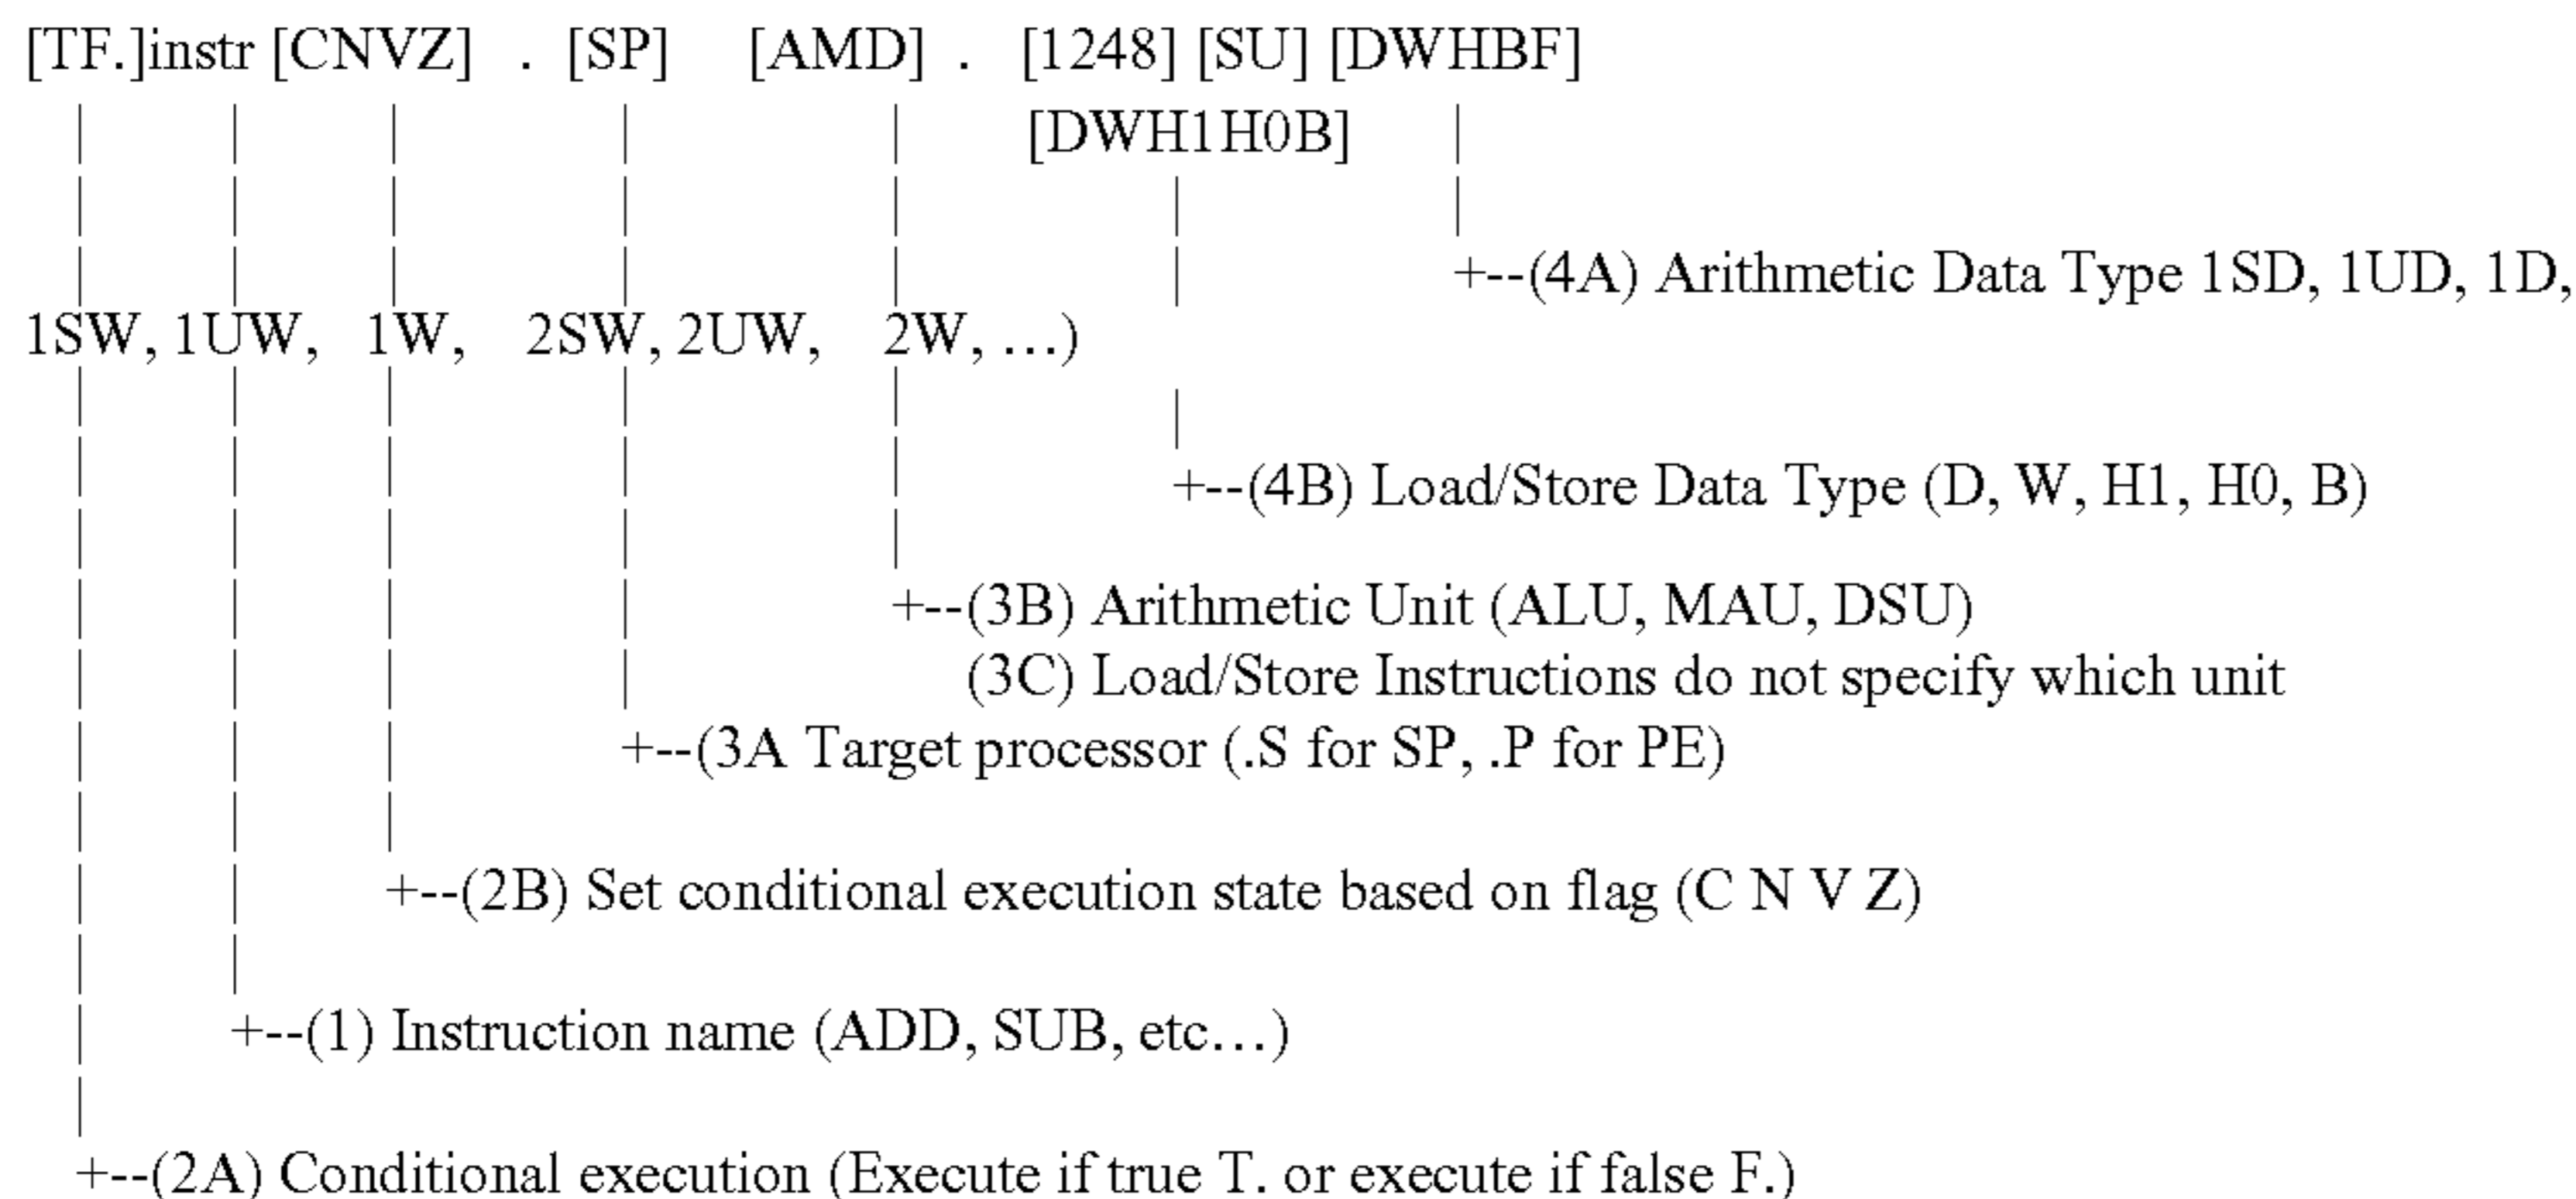 [TF.]instr [CNVZ] . [SP] [AMD] . [1248] [SU] [DWHBF]
[DWH1H0B]
+--(4A) Arithmetic Data Type 1SD, 1UD, 1D,
1SW, 1UW, 1W, 2SW, 2UW, 2W, …)
+--(4B) Load/Store Data Type (D, W, H1, H0, B)
+--(3B) Arithmetic Unit (ALU, MAU, DSU)
(3C) Load/Store Instructions do not specify which unit
+--(3A Target processor (.S for SP, .P for PE)
+--(2B) Set conditional execution state based on flag (C N V Z)
+--(1) Instruction name (ADD, SUB, etc…)
+--(2A) Conditional execution (Execute if true T. or execute if false F.)